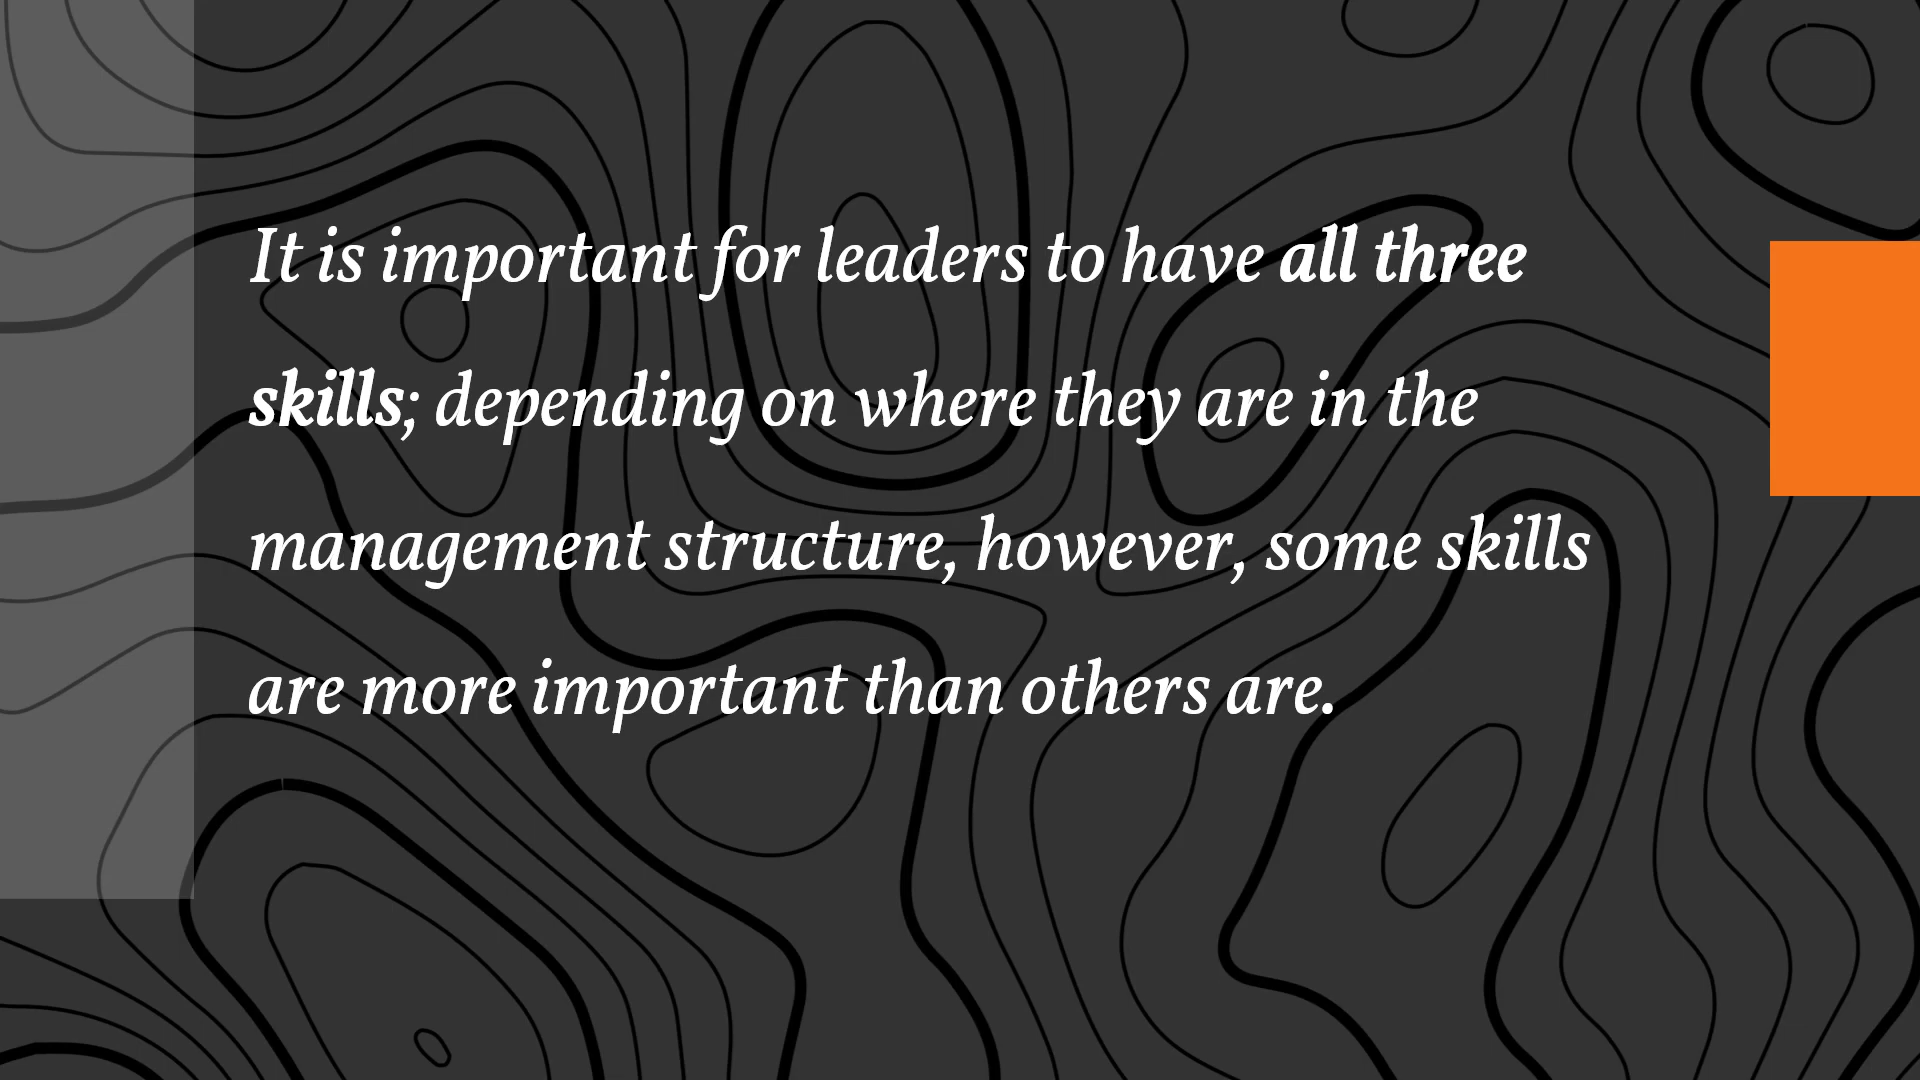 It is important for leaders to have all three
skills; depending on where they are in the
management structure, however, some skills
are more important than others are.